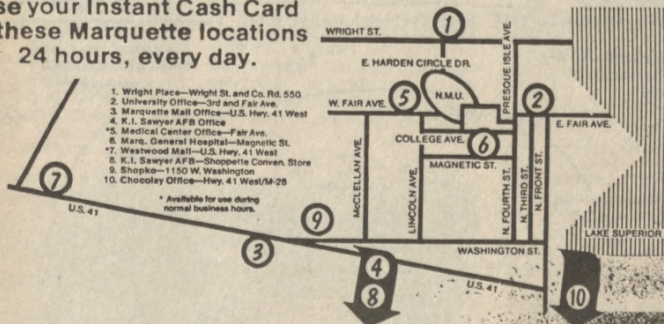 se your Instant Cash Card
these Marquette locations
24 hours, every day.
1. Wright Place—Wright St. and Co. Rd. 550
2. University Office—3rd and Fair Ave.
3. Marquette Mall Office—U.S. Hwy. 41 West
4. K.I. Sawyer AFB Office
*5. Medical Center Office—Fair Ave.
6. Marq. General Hospital—Magnetic St.
*7. Westwood Mall—U.S. Hwy. 41 West
8. K.I. Sawyer AFB—Shoppette Conven. Store
9. Shopko—1150 W. Washington
10. Chocolay Office—Hwy. 41 West/M-28
* Available for use during
normal business hours.
WRIGHT ST.
1
PRESQUE ISLE AVE.
E. HARDEN CIRCLE DR.
N.M.U.
5
2
W. FAIR AVE.
E. FAIR AVE.
COLLEGE AVE.
6
MAGNETIC ST.
McCLELLAN AVE.
LINCOLN AVE.
N. FOURTH ST.
N. THIRD ST.
N. FRONT ST.
7
U.S. 41
9
LAKE SUPERIOR
3
WASHINGTON ST.
4
8
U.S. 41
10